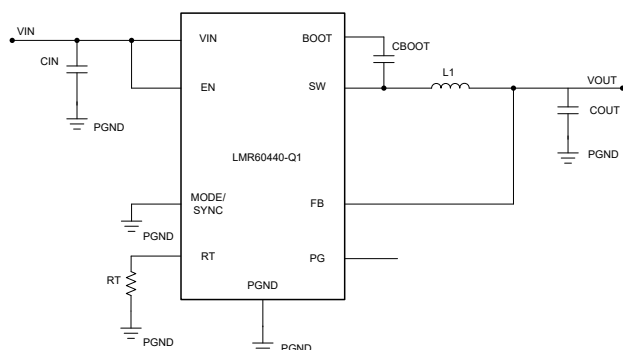 VIN
VIN
BOOT
CBOOT
CIN
L1
VOUT
EN
SW
COUT
PGND
PGND
LMR60440-Q1
MODE/
SYNC
FB
PGND
RT
PG
RT
PGND
PGND
PGND